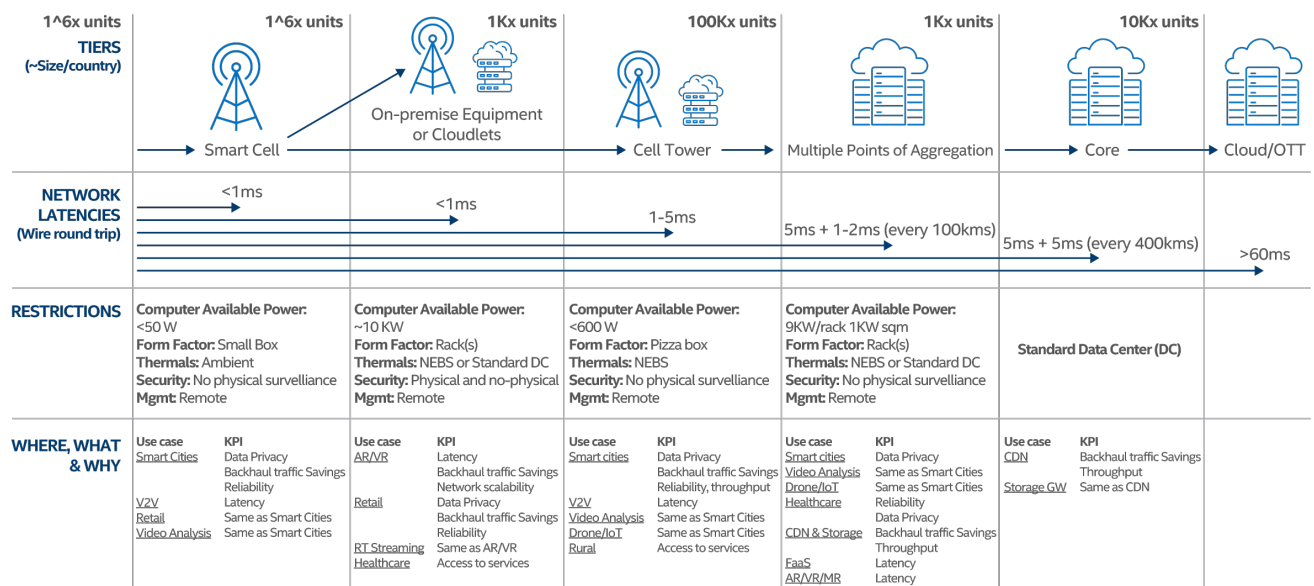 1^6x units
1^6x units
1Kx units
100Kx units
1Kx units
10Kx units
TIERS
(~Size/country)
Smart Cell
On-premise Equipment
or Cloudlets
Cell Tower
Multiple Points of Aggregation
Core
Cloud/OTT
NETWORK
LATENCIES
(Wire round trip)
<1ms
<1ms
1-5ms
5ms + 1-2ms (every 100kms)
5ms + 5ms (every 400kms)
>60ms
RESTRICTIONS
Computer Available Power:
<50 W
Form Factor: Small Box
Thermals: Ambient
Security: No physical survelliance
Mgmt: Remote
Computer Available Power:
~10 KW
Form Factor: Rack(s)
Thermals: NEBS or Standard DC
Security: Physical and no-physical
Mgmt: Remote
Computer Available Power:
<600 W
Form Factor: Pizza box
Thermals: NEBS
Security: No physical surveillance
Mgmt: Remote
Computer Available Power:
9KW/rack 1KW sqm
Form Factor: Rack(s)
Thermals: NEBS or Standard DC
Security: No physical surveillance
Mgmt: Remote
Standard Data Center (DC)
WHERE, WHAT
& WHY
Use case KPI
Smart Cities Data Privacy
Backhaul traffic Savings
Reliability
V2V Latency
Retail Same as Smart Cities
Video Analysis Same as Smart Cities
Use case KPI
AR/VR Latency
Backhaul traffic Savings
Network scalability
Retail Data Privacy
Backhaul traffic Savings
Reliability
RT Streaming Same as AR/VR
Healthcare Access to services
Use case KPI
Smart cities Data Privacy
Backhaul traffic Savings
Reliability, throughput
V2V Latency
Video Analysis Same as Smart Cities
Drone/IoT Same as Smart Cities
Rural Access to services
Use case KPI
Smart cities Data Privacy
Video Analysis Same as Smart Cities
Drone/IoT Same as Smart Cities
Healthcare Reliability
Data Privacy
CDN & Storage Backhaul traffic Savings
Throughput
FaaS Latency
AR/VR/MR Latency
Use case KPI
CDN Backhaul traffic Savings
Throughput
Storage GW Same as CDN